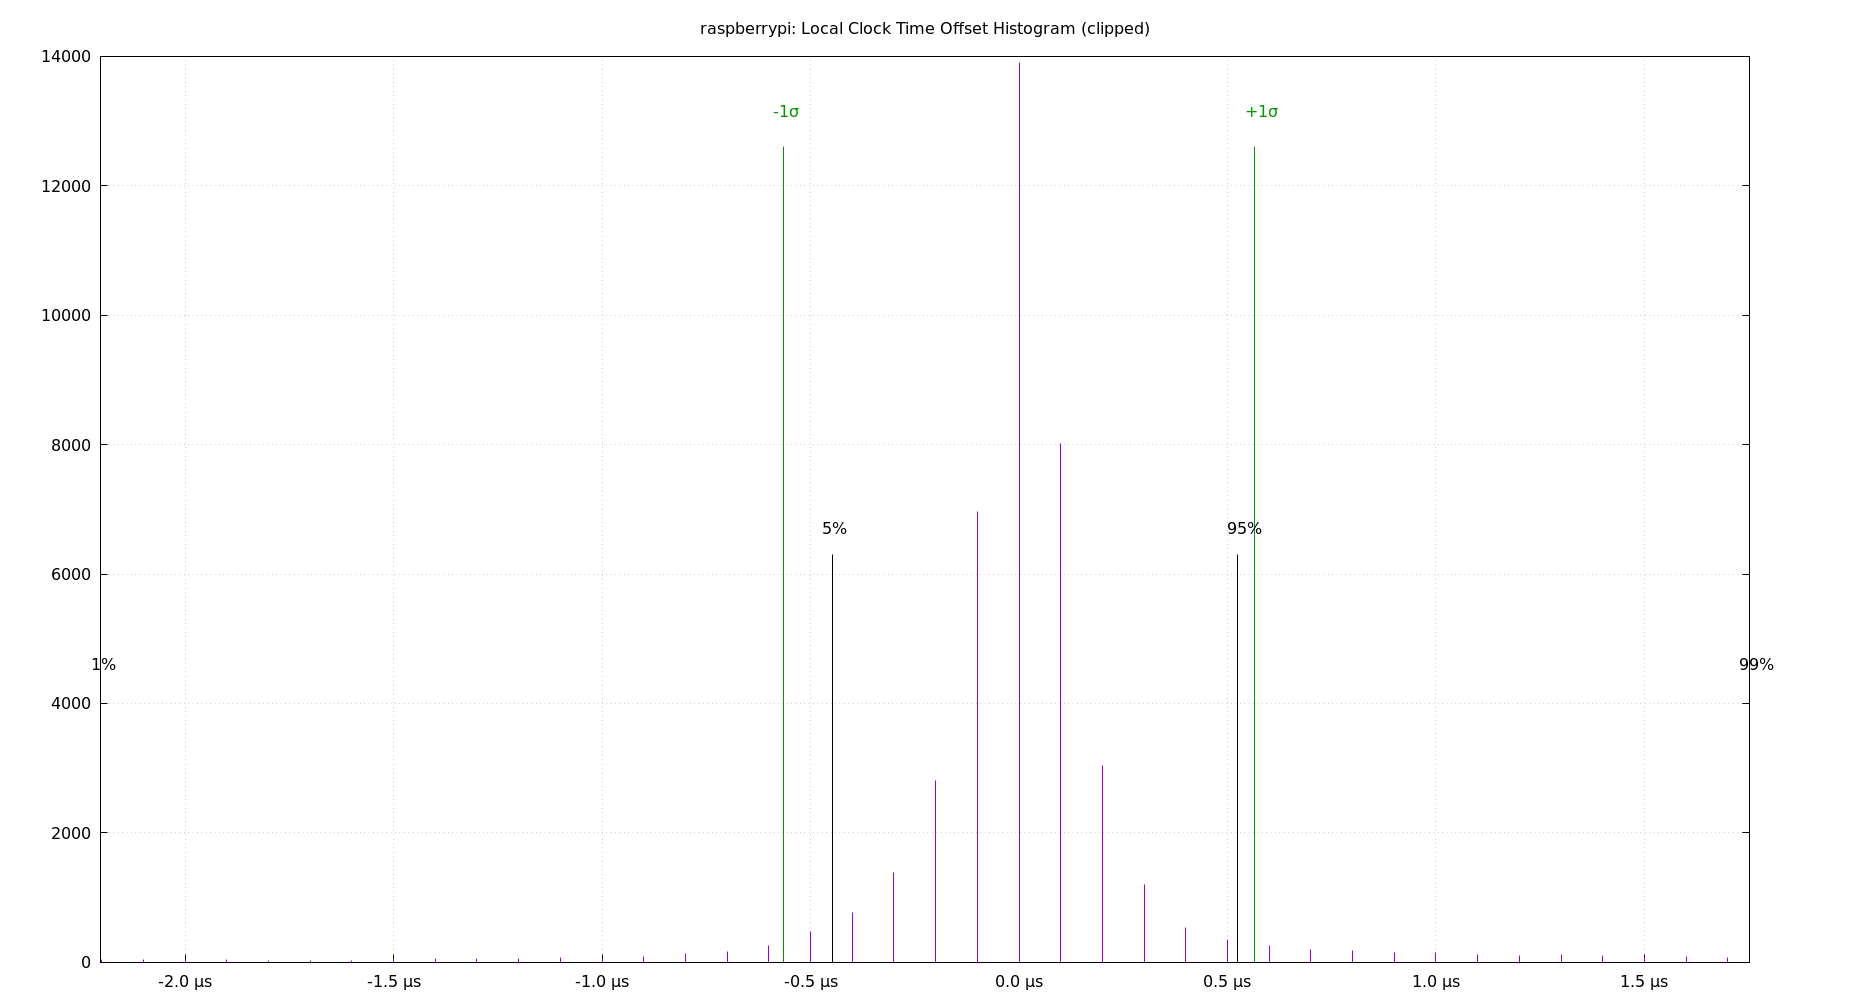 raspberrypi: Local Clock Time Offset Histogram (clipped)
14000
-1σ
+1σ
12000
10000
8000
5%
95%
6000
1%
99%
4000
2000
0
-2.0 µs
-1.5 µs
-1.0 µs
-0.5 µs
0.0 µs
0.5 µs
1.0 µs
1.5 µs